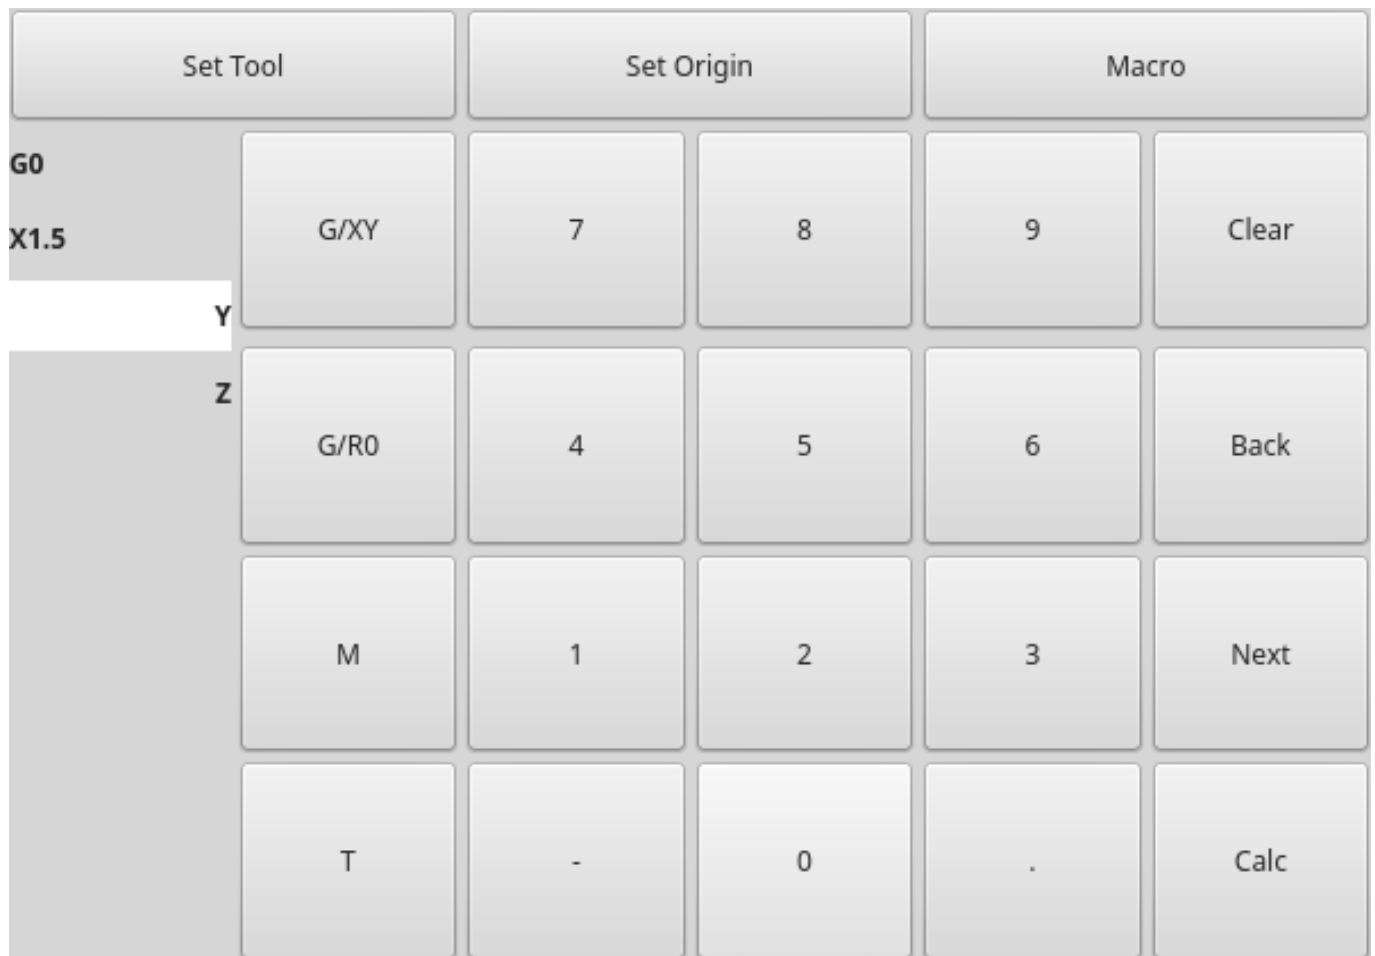 Set Tool Set Origin Macro
G0
X1.5
Y
Z
G/XY 7 8 9 Clear
G/R0 4 5 6 Back
M 1 2 3 Next
T - 0 . Calc